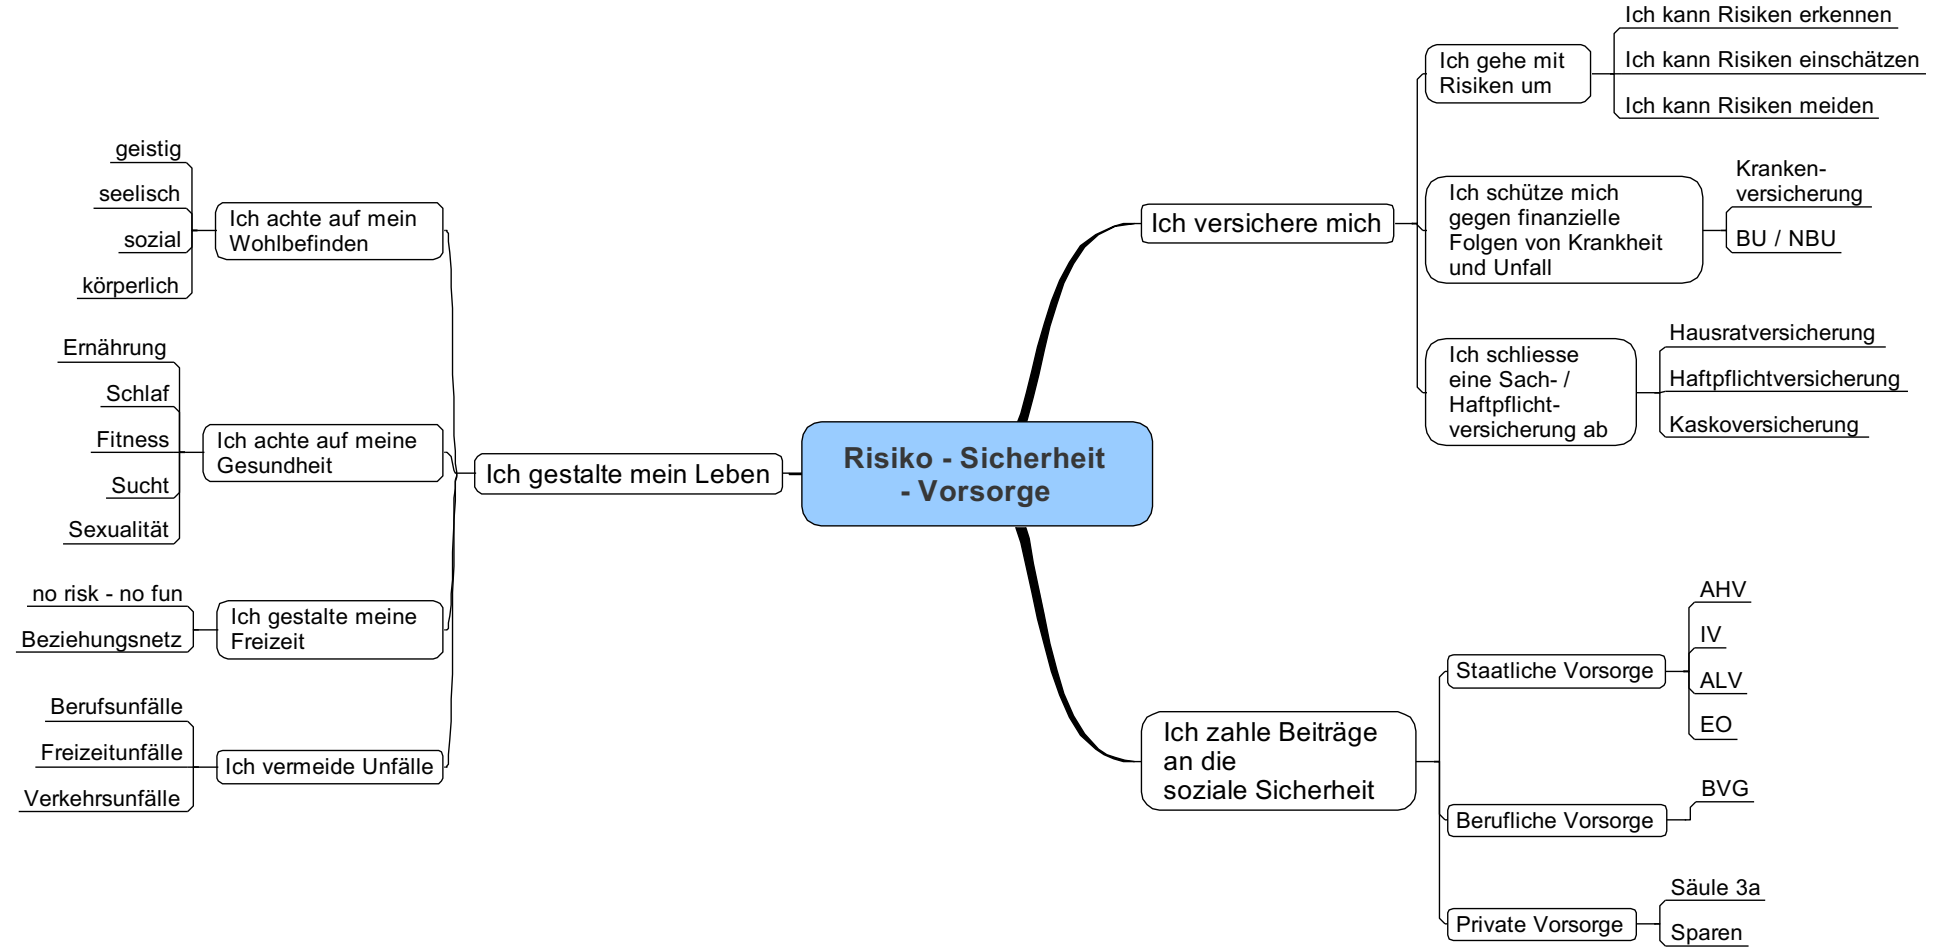 Risiko - Sicherheit
- Vorsorge
Ich versichere mich
Ich gehe mit
Risiken um
Ich kann Risiken erkennen
Ich kann Risiken einschätzen
Ich kann Risiken meiden
Ich schütze mich
gegen finanzielle
Folgen von Krankheit
und Unfall
Kranken-
versicherung
BU / NBU
Ich schliesse
eine Sach- /
Haftpflicht-
versicherung ab
Hausratversicherung
Haftpflichtversicherung
Kaskoversicherung
Ich zahle Beiträge
an die
soziale Sicherheit
Staatliche Vorsorge
AHV
IV
ALV
EO
Berufliche Vorsorge
BVG
Private Vorsorge
Säule 3a
Sparen
Ich gestalte mein Leben
Ich achte auf mein
Wohlbefinden
geistig
seelisch
sozial
körperlich
Ich achte auf meine
Gesundheit
Ernährung
Schlaf
Fitness
Sucht
Sexualität
Ich gestalte meine
Freizeit
no risk - no fun
Beziehungsnetz
Ich vermeide Unfälle
Berufsunfälle
Freizeitunfälle
Verkehrsunfälle